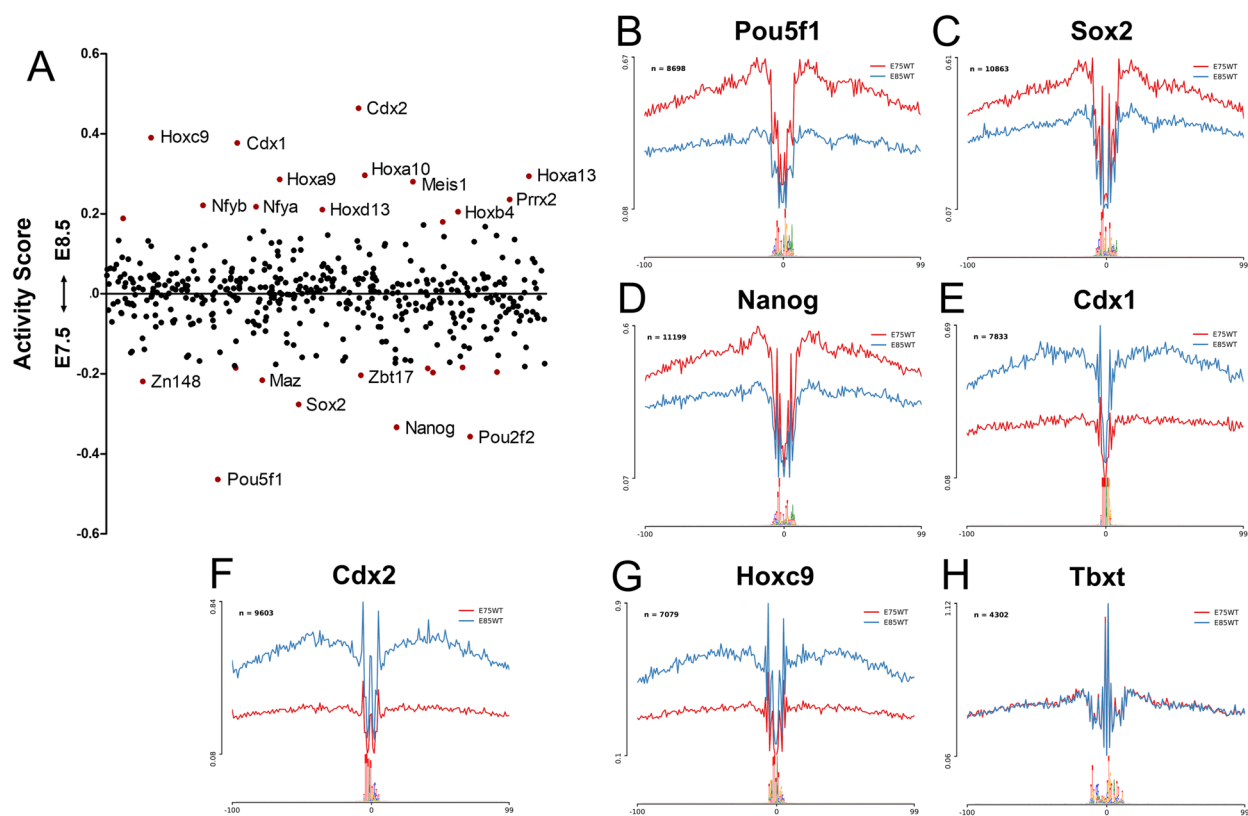 A
0.6
0.4
0.2
.0
-0.2
-0.4
-0.6
Activity Score
E7.5 ↔ E8.5
Cdx2
Hoxc9
Cdx1
Hoxa10
Hoxa9
Meis1
Hoxa13
Prrx2
Nfyb
Nfya
Hoxd13
Hoxb4
Zn148
Maz
Zbt17
Sox2
Nanog
Pou2f2
Pou5f1
B
Pou5f1
0.67
n = 8698
E75WT
E85WT
0.08
-100 0 99
C
Sox2
0.61
n = 10863
E75WT
E85WT
0.07
-100 0 99
D
Nanog
0.6
n = 11199
E75WT
E85WT
0.07
-100 0 99
E
Cdx1
0.69
n = 7833
E75WT
E85WT
0.08
-100 0 99
F
Cdx2
0.84
n = 9603
E75WT
E85WT
0.08
-100 0 99
G
Hoxc9
0.9
n = 7079
E75WT
E85WT
0.1
-100 0 99
H
Tbxt
1.12
n = 4302
E75WT
E85WT
0.06
-100 0 99